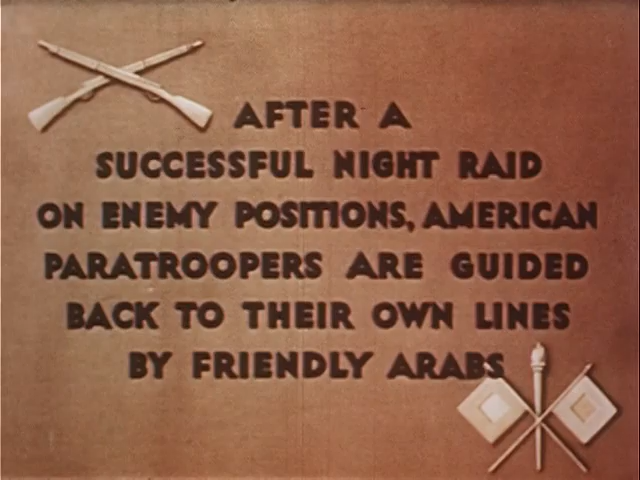 AFTER A
SUCCESSFUL NIGHT RAID
ON ENEMY POSITIONS, AMERICAN
PARATROOPERS ARE GUIDED
BACK TO THEIR OWN LINES
BY FRIENDLY ARABS